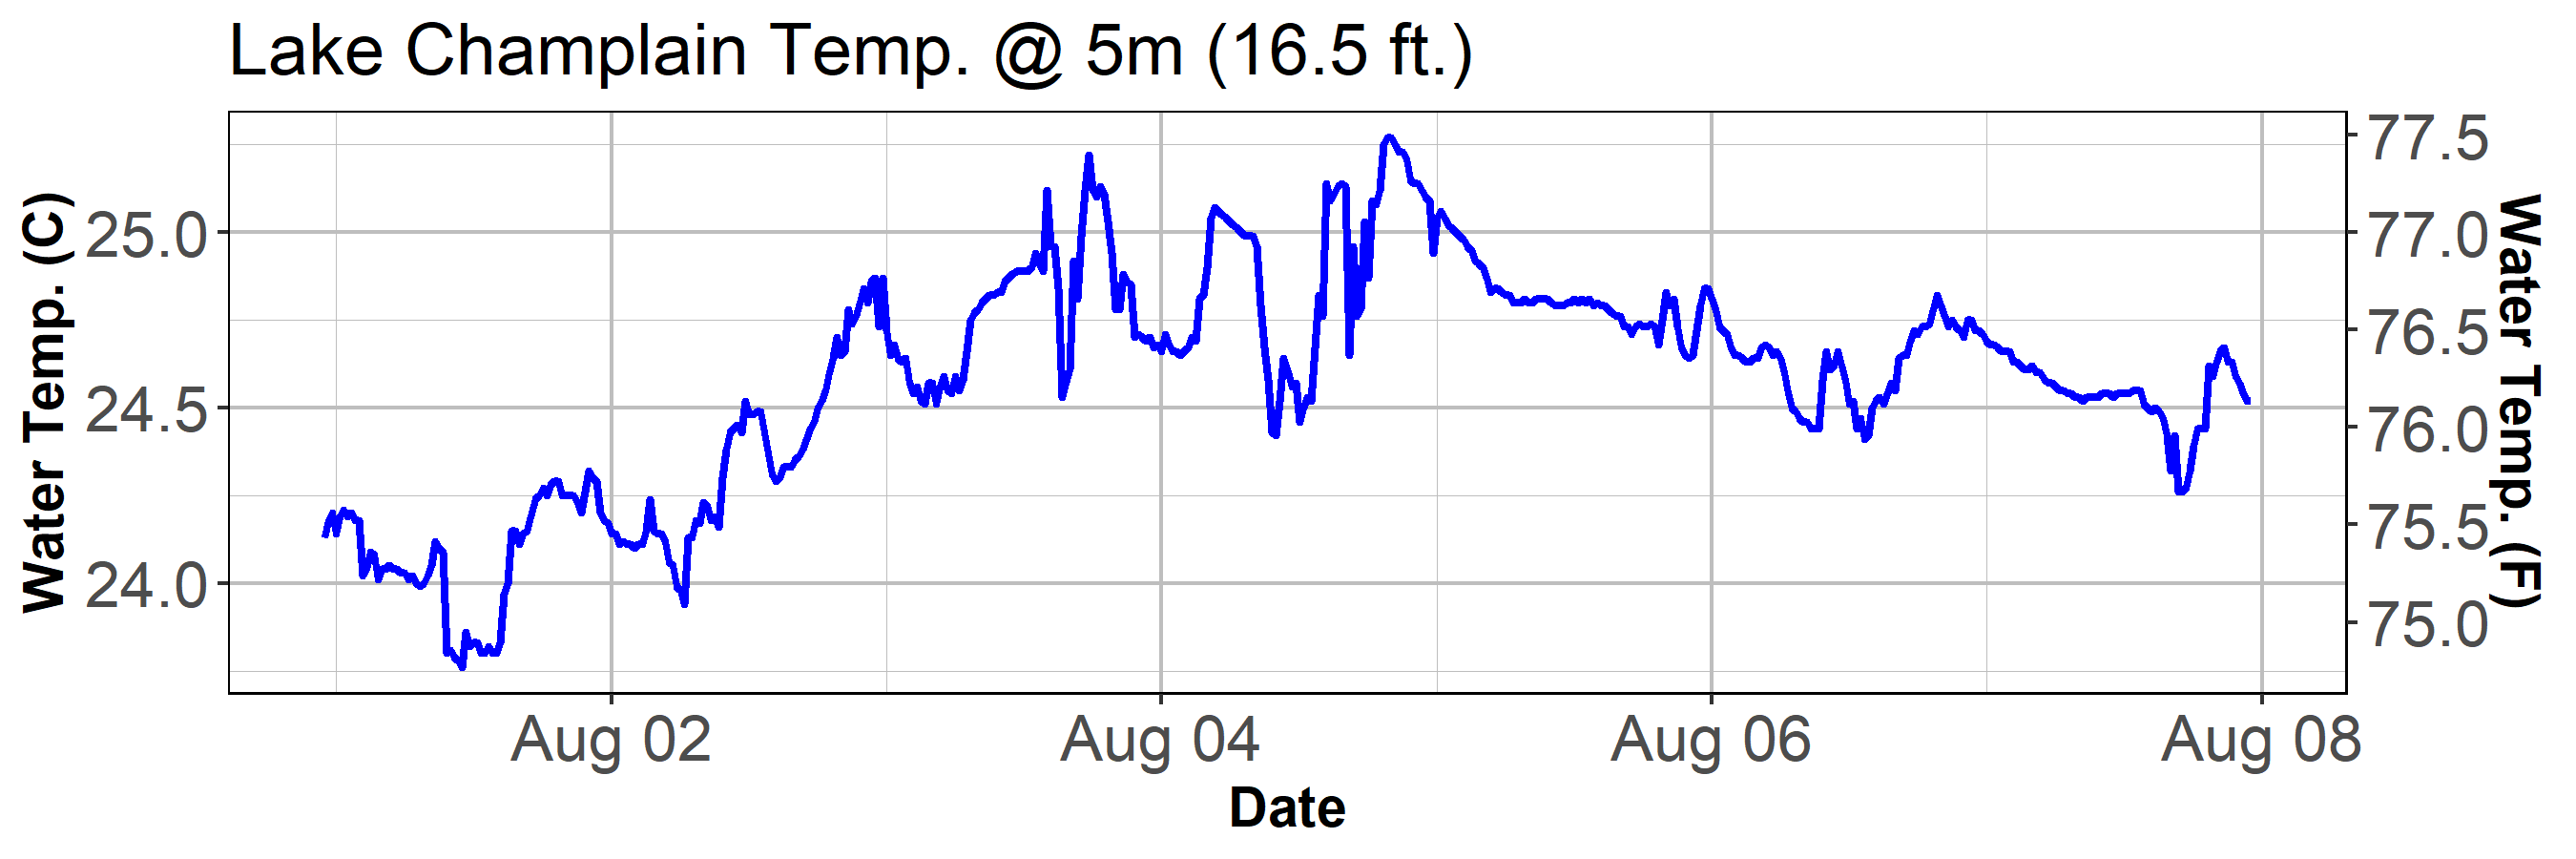 Lake Champlain Temp. @ 5m (16.5 ft.)
Water Temp. (C)
25.0
24.5
24.0
77.5
77.0
76.5
76.0
75.5
75.0
Water Temp. (F)
Aug 02 Aug 04 Aug 06 Aug 08
Date